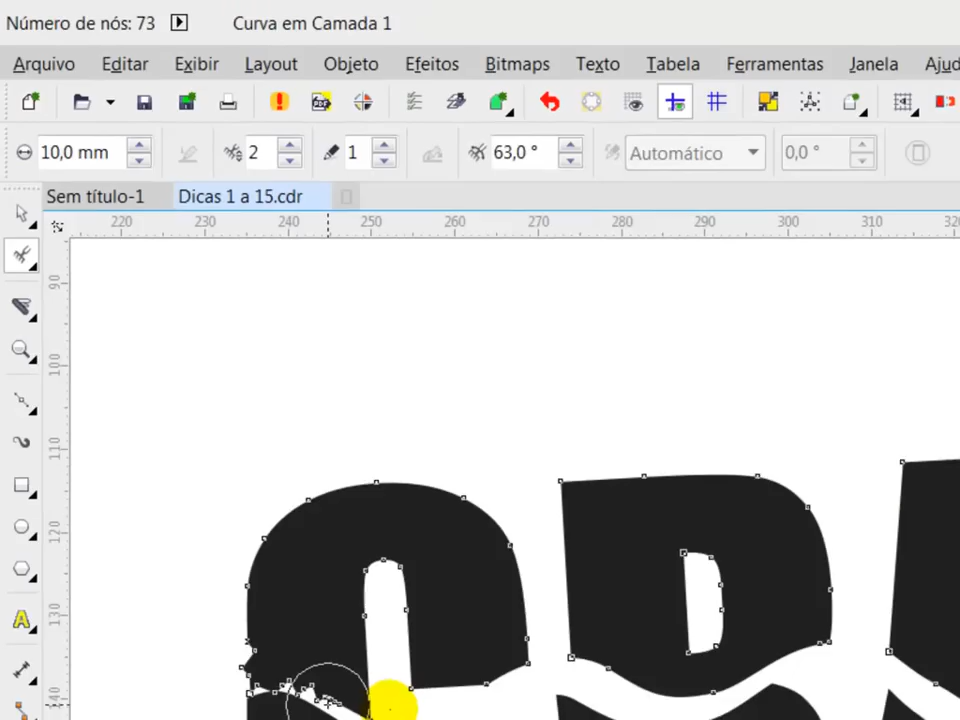 Número de nós: 73 Curva em Camada 1
Arquivo Editar Exibir Layout Objeto Efeitos Bitmaps Texto Tabela Ferramentas Janela Ajud
10,0 mm 2 1 63,0 ° Automático 0,0 °
Sem título-1 Dicas 1 a 15.cdr
220 230 240 250 260 270 280 290 300 310 320
90
100
110
120
130
140